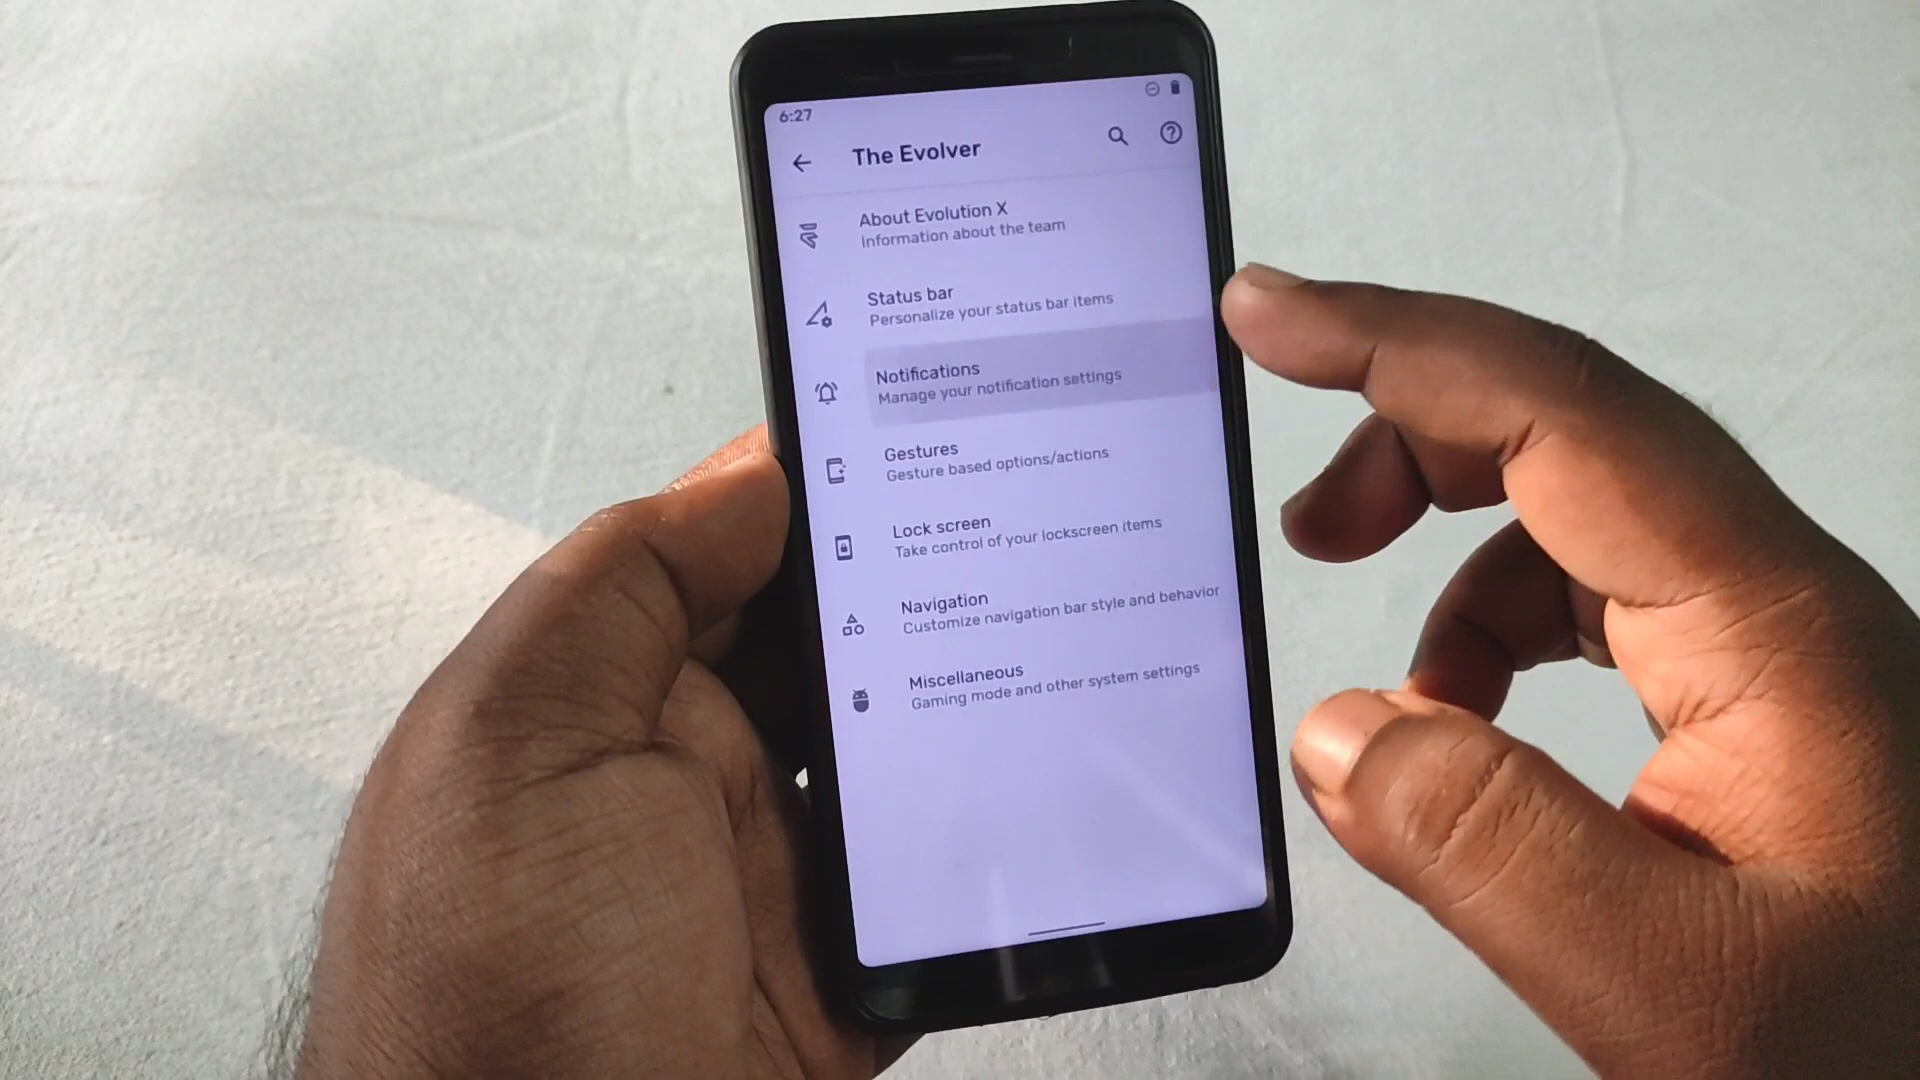 6:27
The Evolver
About Evolution X
Information about the team
Status bar
Personalize your status bar items
Notifications
Manage your notification settings
Gestures
Gesture based options/actions
Lock screen
Take control of your lockscreen items
Navigation
Customize navigation bar style and behavior
Miscellaneous
Gaming mode and other system settings